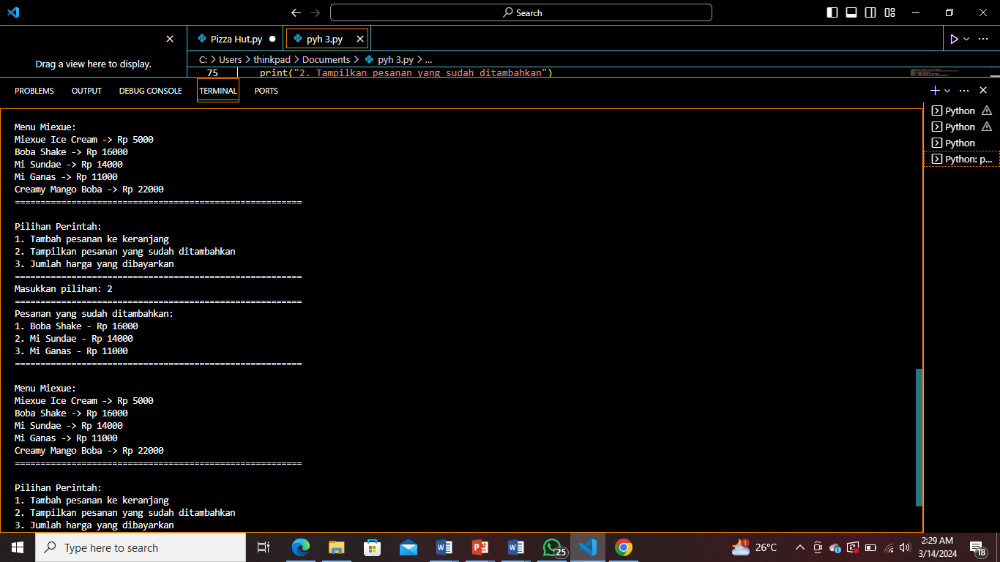 Search
Pizza Hut.py
pyh 3.py
Drag a view here to display.
C: > Users > thinkpad > Documents > pyh 3.py > ...
75 print("2. Tampilkan pesanan yang sudah ditambahkan")
PROBLEMS OUTPUT DEBUG CONSOLE TERMINAL PORTS
Python
Python
Python
Python: p...
Menu Miexue:
Miexue Ice Cream -> Rp 5000
Boba Shake -> Rp 16000
Mi Sundae -> Rp 14000
Mi Ganas -> Rp 11000
Creamy Mango Boba -> Rp 22000
========================================================
Pilihan Perintah:
1. Tambah pesanan ke keranjang
2. Tampilkan pesanan yang sudah ditambahkan
3. Jumlah harga yang dibayarkan
========================================================
Masukkan pilihan: 2
========================================================
Pesanan yang sudah ditambahkan:
1. Boba Shake - Rp 16000
2. Mi Sundae - Rp 14000
3. Mi Ganas - Rp 11000
========================================================
Menu Miexue:
Miexue Ice Cream -> Rp 5000
Boba Shake -> Rp 16000
Mi Sundae -> Rp 14000
Mi Ganas -> Rp 11000
Creamy Mango Boba -> Rp 22000
========================================================
Pilihan Perintah:
1. Tambah pesanan ke keranjang
2. Tampilkan pesanan yang sudah ditambahkan
3. Jumlah harga yang dibayarkan
Type here to search
25
1
26°C
2:29 AM
3/14/2024
18